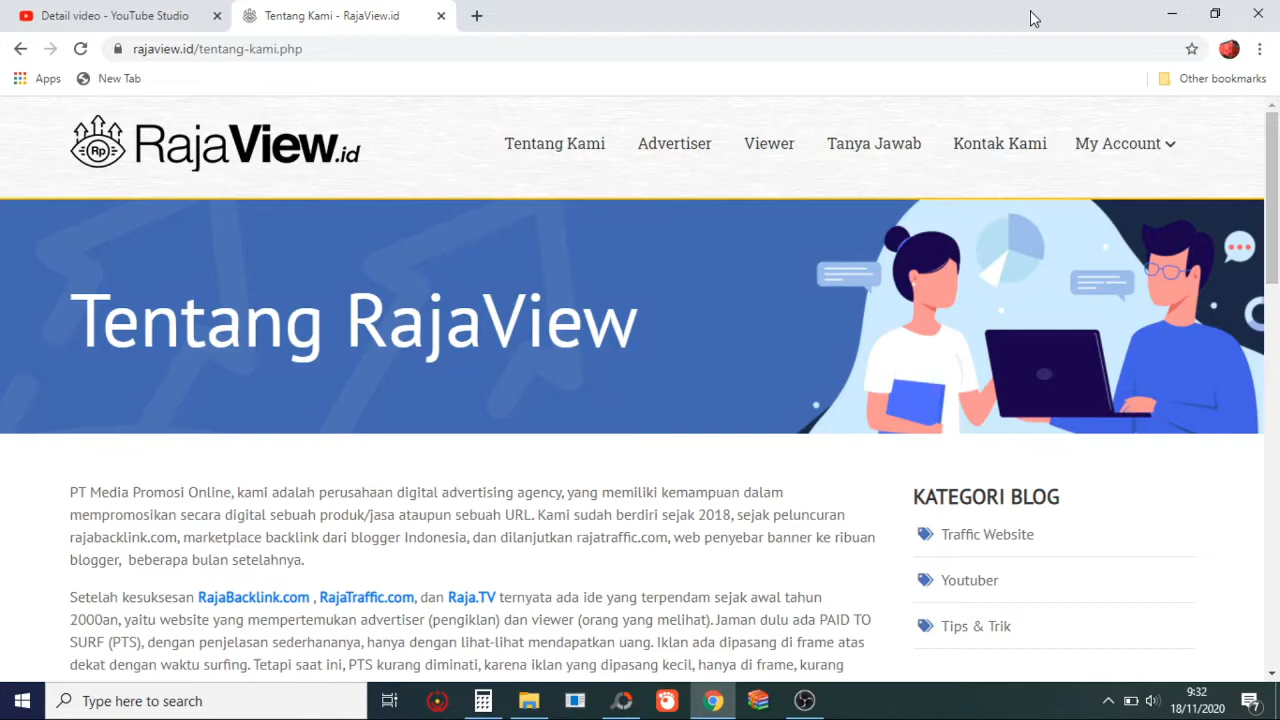 Detail video - YouTube Studio
Tentang Kami - RajaView.id
rajaview.id/tentang-kami.php
Apps
New Tab
Other bookmarks
Rp RajaView.id
Tentang Kami
Advertiser
Viewer
Tanya Jawab
Kontak Kami
My Account
Tentang RajaView
PT Media Promosi Online, kami adalah perusahaan digital advertising agency, yang memiliki kemampuan dalam
mempromosikan secara digital sebuah produk/jasa ataupun sebuah URL. Kami sudah berdiri sejak 2018, sejak peluncuran
rajabacklink.com, marketplace backlink dari blogger Indonesia, dan dilanjutkan rajatraffic.com, web penyebar banner ke ribuan
blogger, beberapa bulan setelahnya.
Setelah kesuksesan RajaBacklink.com , RajaTraffic.com, dan Raja.TV ternyata ada ide yang terpendam sejak awal tahun
2000an, yaitu website yang mempertemukan advertiser (pengiklan) dan viewer (orang yang melihat). Jaman dulu ada PAID TO
SURF (PTS), dengan penjelasan sederhananya, hanya dengan lihat-lihat mendapatkan uang. Iklan ada dipasang di frame atas
dekat dengan waktu surfing. Tetapi saat ini, PTS kurang diminati, karena iklan yang dipasang kecil, hanya di frame, kurang
KATEGORI BLOG
Traffic Website
Youtuber
Tips & Trik
Type here to search
9:32
18/11/2020
7